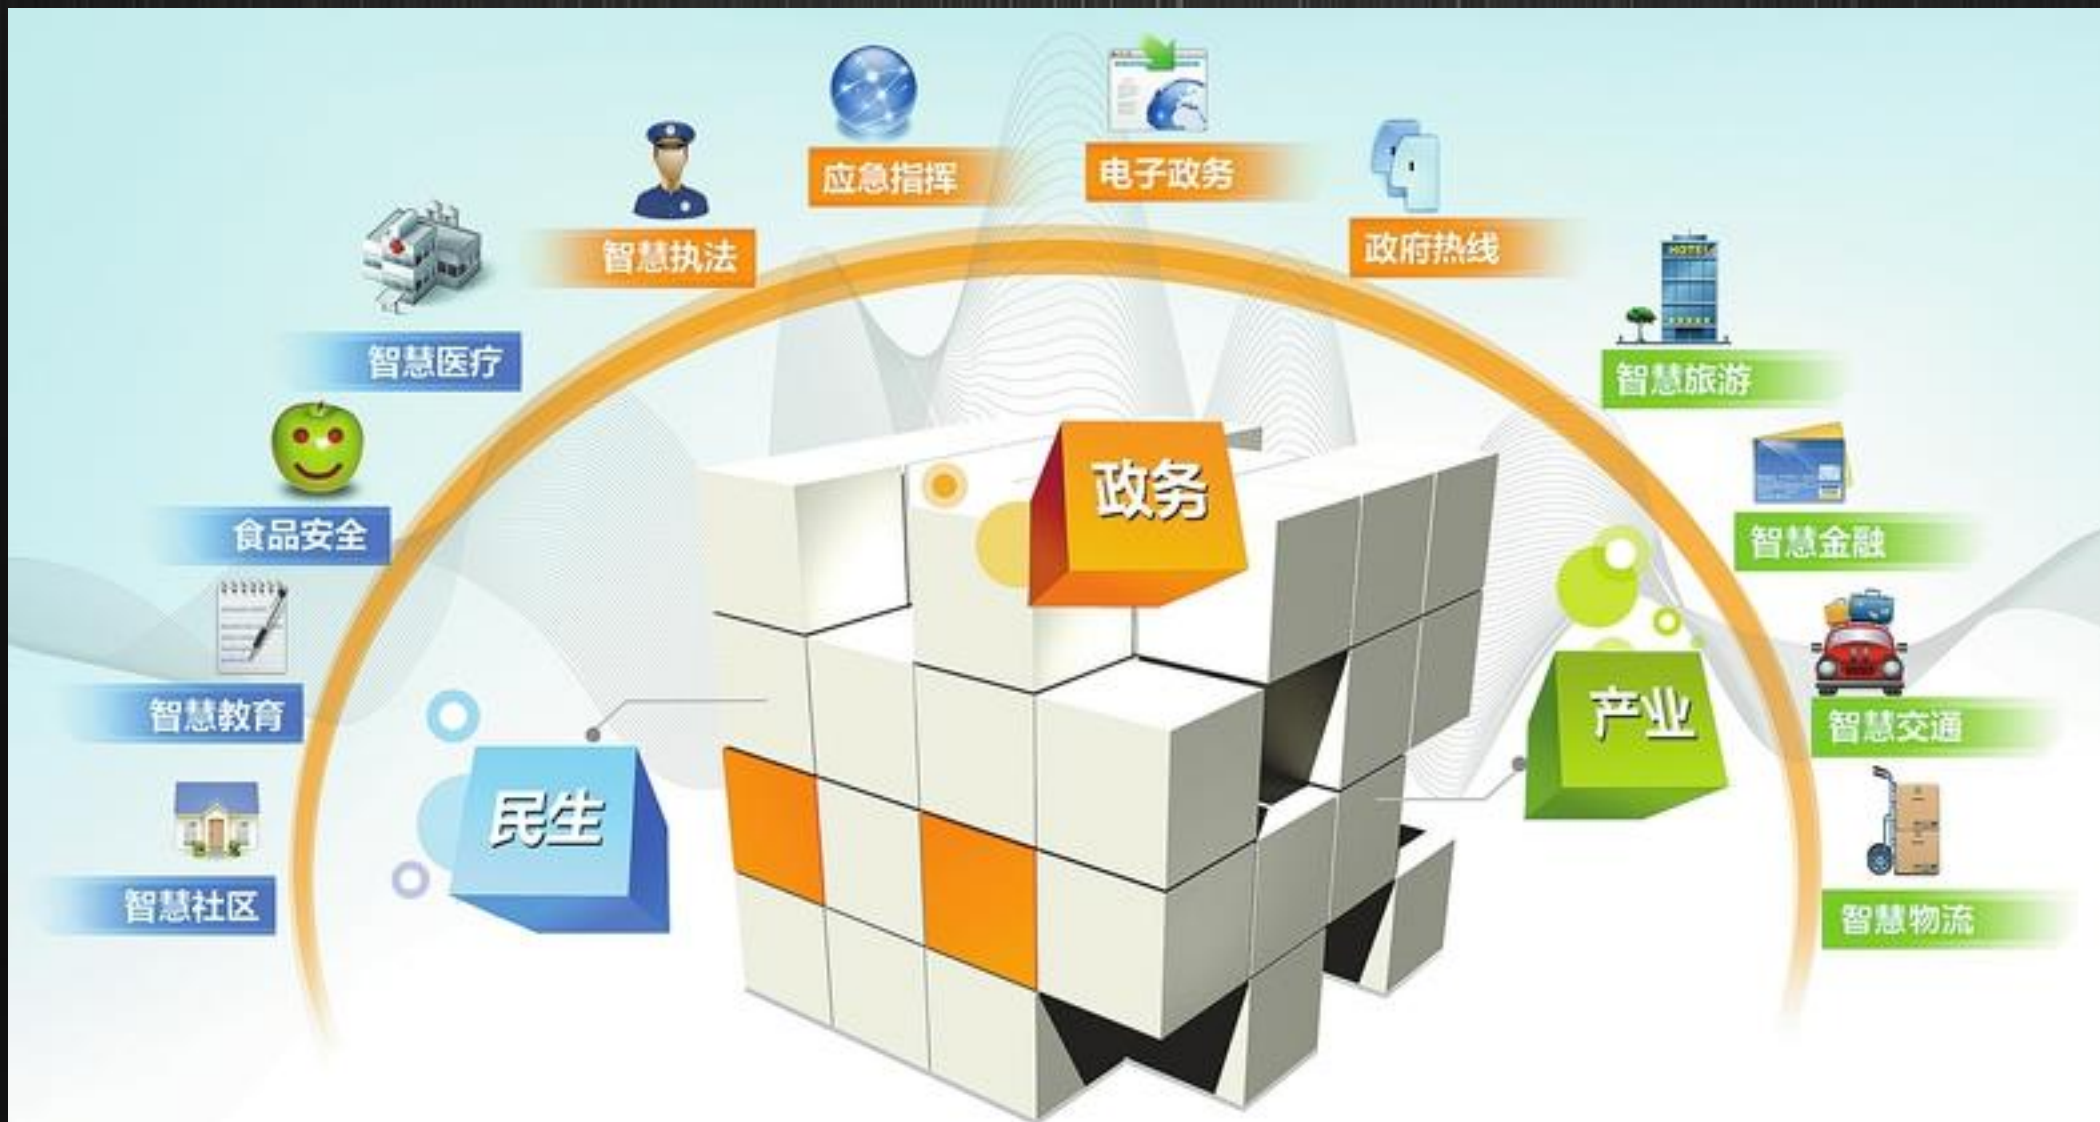 应急指挥
电子政务
智慧执法
政府热线
HOTEL
智慧医疗
智慧旅游
食品安全
政务
智慧金融
智慧教育
产业
智慧交通
民生
智慧社区
智慧物流